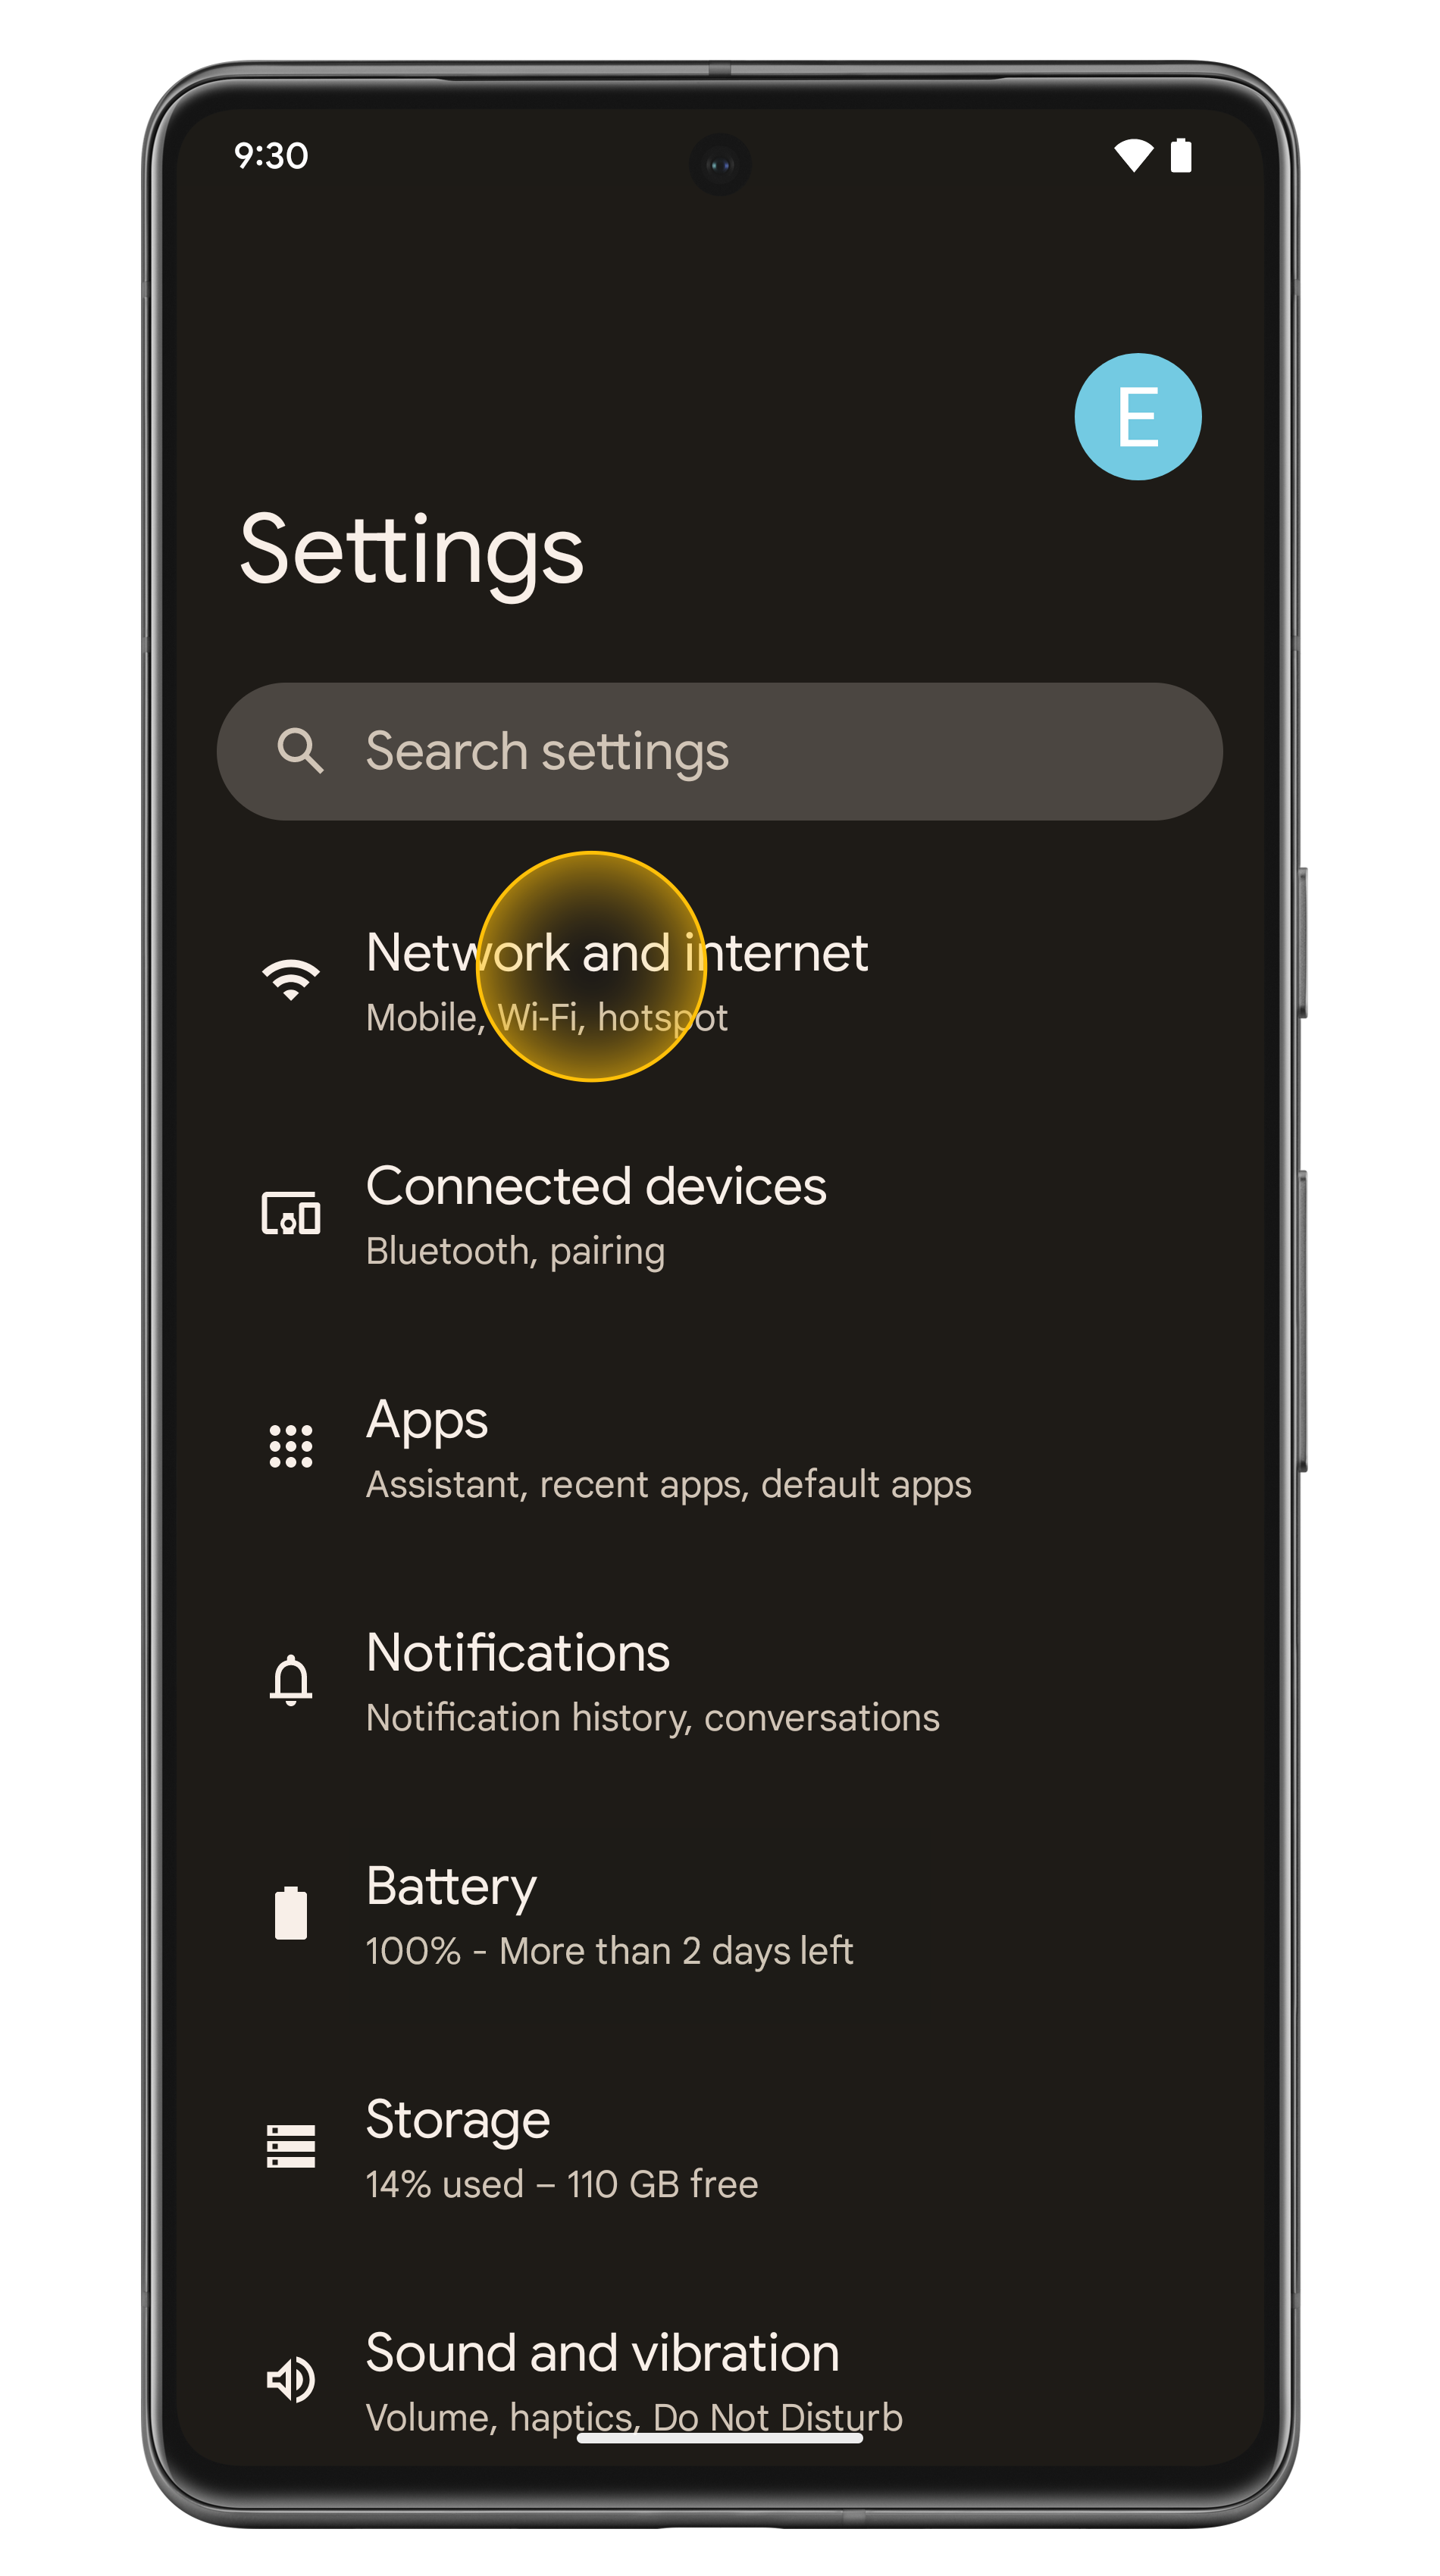 9:30
E
Settings
Search settings
Network and internet
Mobile, Wi-Fi, hotspot
Connected devices
Bluetooth, pairing
Apps
Assistant, recent apps, default apps
Notifications
Notification history, conversations
Battery
100% - More than 2 days left
Storage
14% used – 110 GB free
Sound and vibration
Volume, haptics, Do Not Disturb